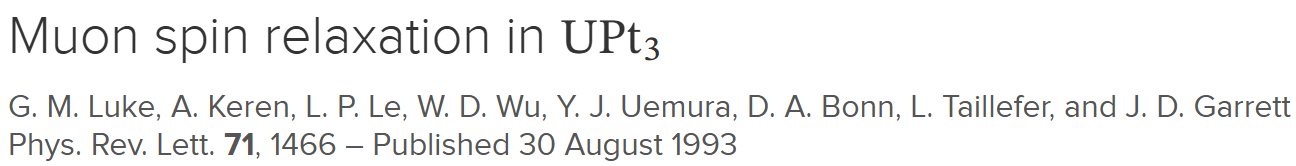 Muon spin relaxation in UPt₃
G. M. Luke, A. Keren, L. P. Le, W. D. Wu, Y. J. Uemura, D. A. Bonn, L. Taillefer, and J. D. Garrett
Phys. Rev. Lett. 71, 1466 – Published 30 August 1993